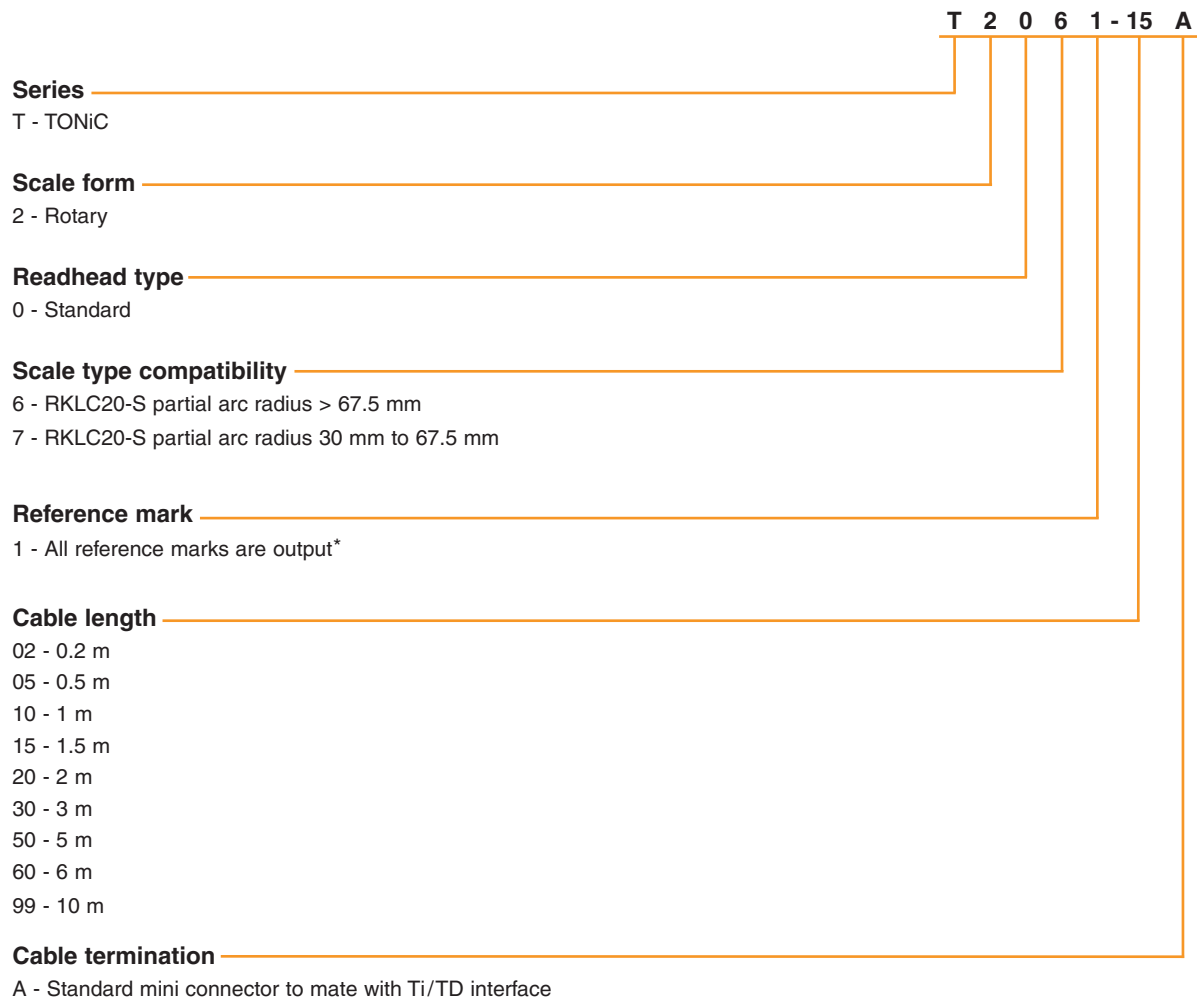 T 2 0 6 1 - 15 A
Series
T - TONiC
Scale form
2 - Rotary
Readhead type
0 - Standard
Scale type compatibility
6 - RKLC20-S partial arc radius > 67.5 mm
7 - RKLC20-S partial arc radius 30 mm to 67.5 mm
Reference mark
1 - All reference marks are output*
Cable length
02 - 0.2 m
05 - 0.5 m
10 - 1 m
15 - 1.5 m
20 - 2 m
30 - 3 m
50 - 5 m
60 - 6 m
99 - 10 m
Cable termination
A - Standard mini connector to mate with Ti/TD interface